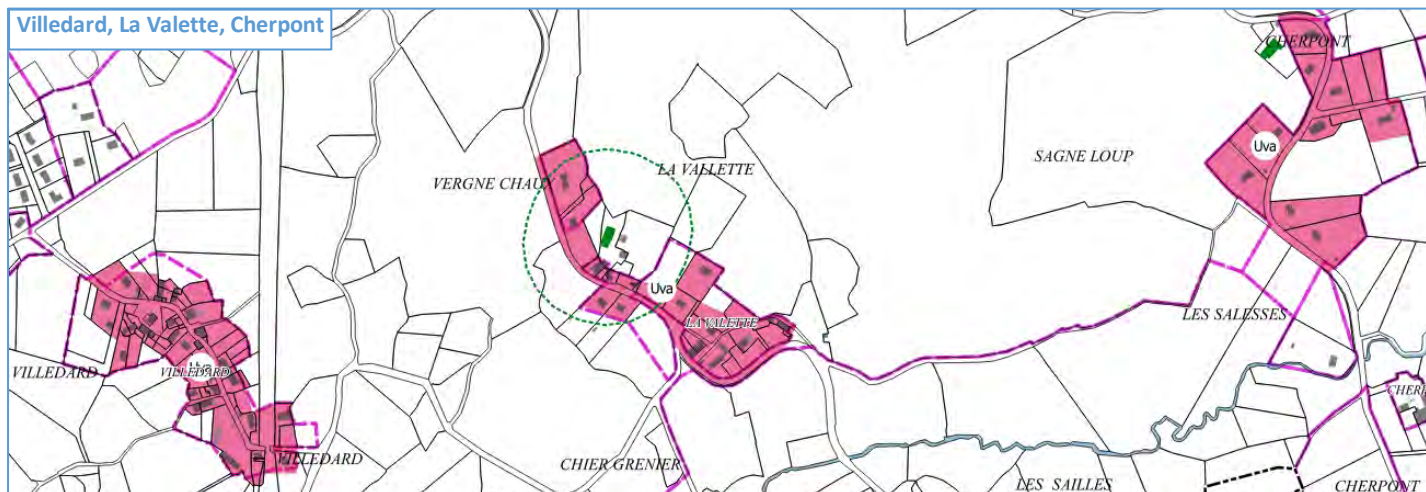 Villedard, La Valette, Cherpont
CHERPONT
Uva
SAGNE LOUP
LA VALLETTE
VERGNE CHAUV
Uva
LA VALETTE
LES SALESSES
VILLEDARD
VILLEDARD
VILLEDARD
CHIER GRENIER
LES SAILLES
CHERPONT